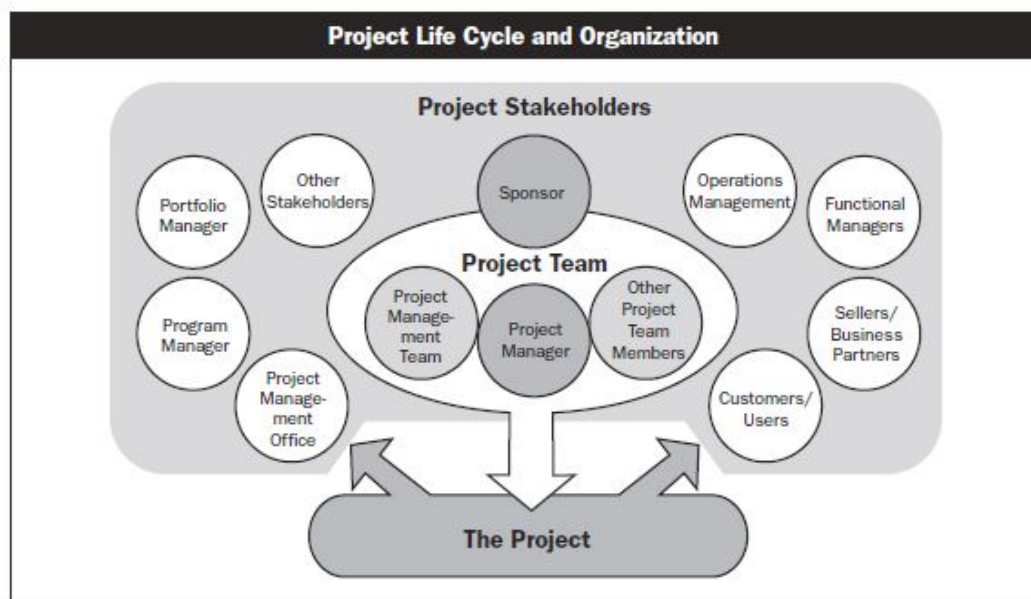 Project Life Cycle and Organization
Project Stakeholders
Portfolio
Manager
Other
Stakeholders
Sponsor
Operations
Management
Functional
Managers
Project Team
Program
Manager
Project
Manage-
ment
Team
Project
Manager
Other
Project
Team
Members
Sellers/
Business
Partners
Project
Manage-
ment
Office
Customers/
Users
The Project